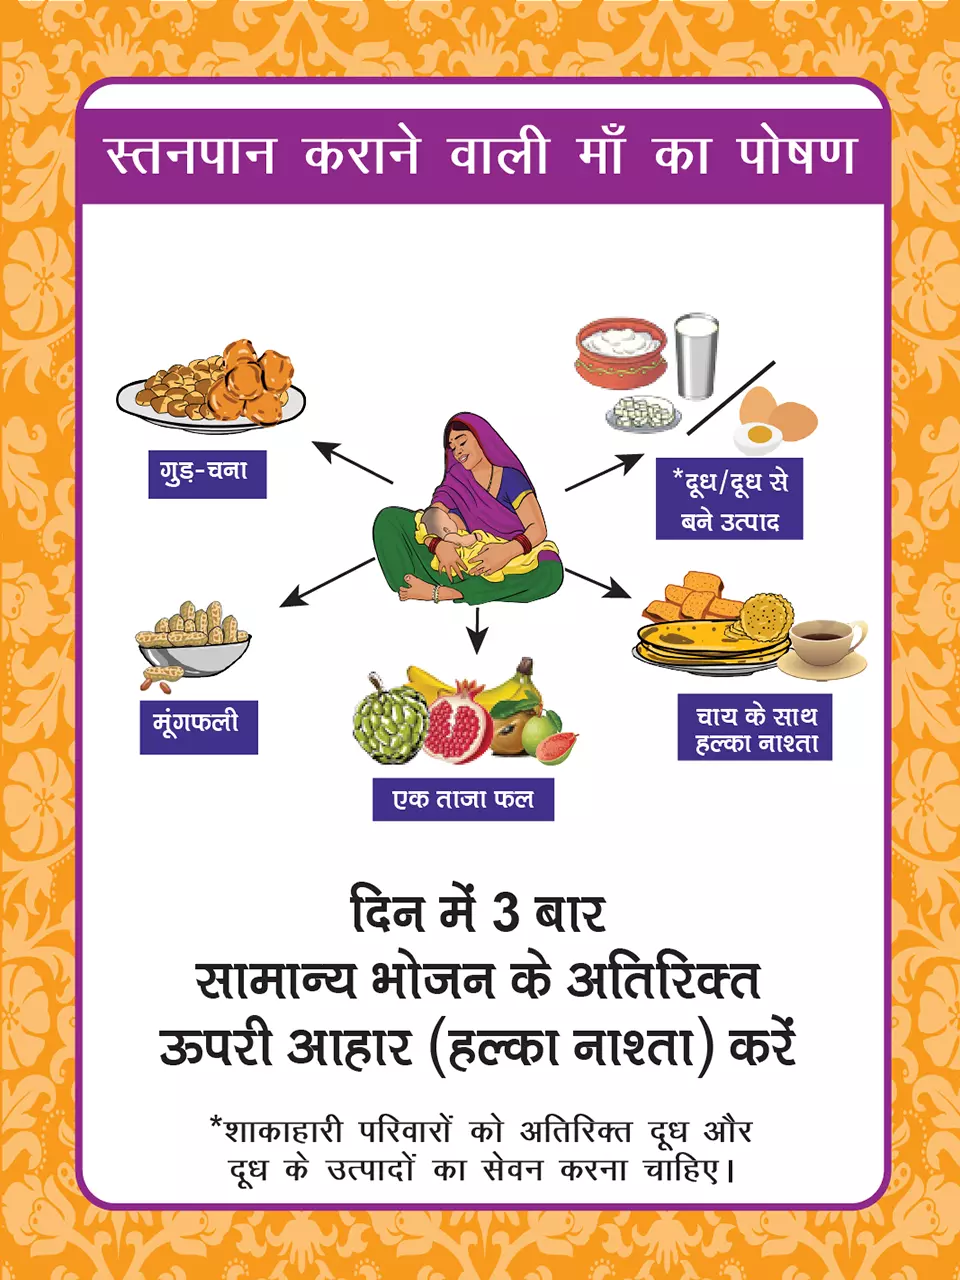 स्तनपान कराने वाली माँ का पोषण
गुड़-चना
*दूध/दूध से
बने उत्पाद
मूंगफली
चाय के साथ
हल्का नाश्ता
एक ताजा फल
दिन में 3 बार
सामान्य भोजन के अतिरिक्त
ऊपरी आहार (हल्का नाश्ता) करें
*शाकाहारी परिवारों को अतिरिक्त दूध और
दूध के उत्पादों का सेवन करना चाहिए।